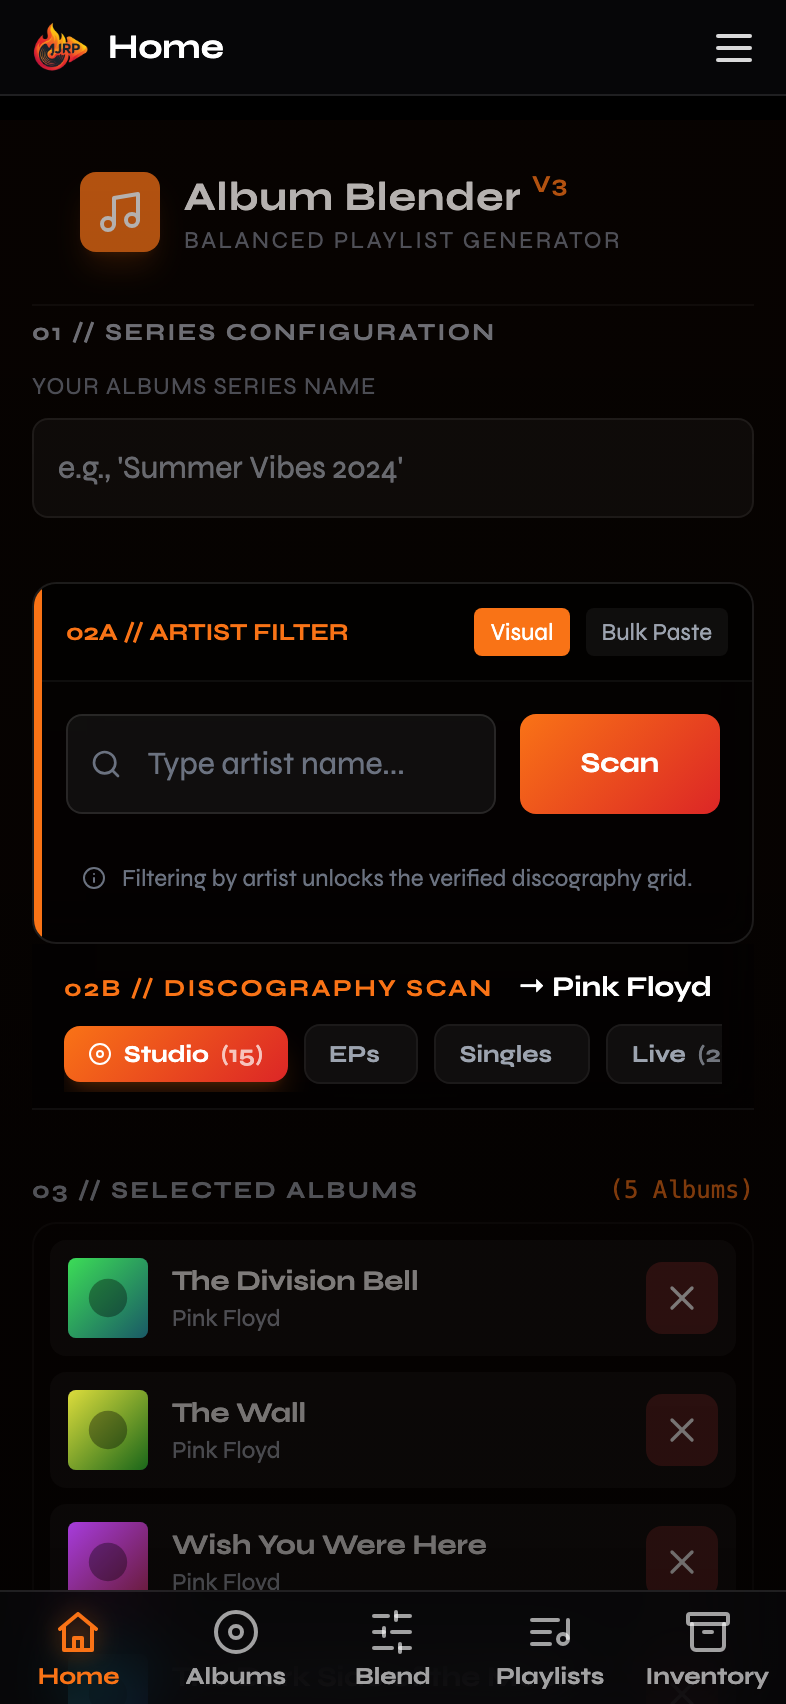 JRP
Home
Album Blender V3
BALANCED PLAYLIST GENERATOR
01 // SERIES CONFIGURATION
YOUR ALBUMS SERIES NAME
e.g., 'Summer Vibes 2024'
02A // ARTIST FILTER
Visual
Bulk Paste
Type artist name...
Scan
Filtering by artist unlocks the verified discography grid.
02B // DISCOGRAPHY SCAN → Pink Floyd
Studio (15)
EPs
Singles
Live (2
03 // SELECTED ALBUMS
(5 Albums)
The Division Bell
Pink Floyd
The Wall
Pink Floyd
Wish You Were Here
Pink Floyd
Home
Albums
Blend
Playlists
Inventory